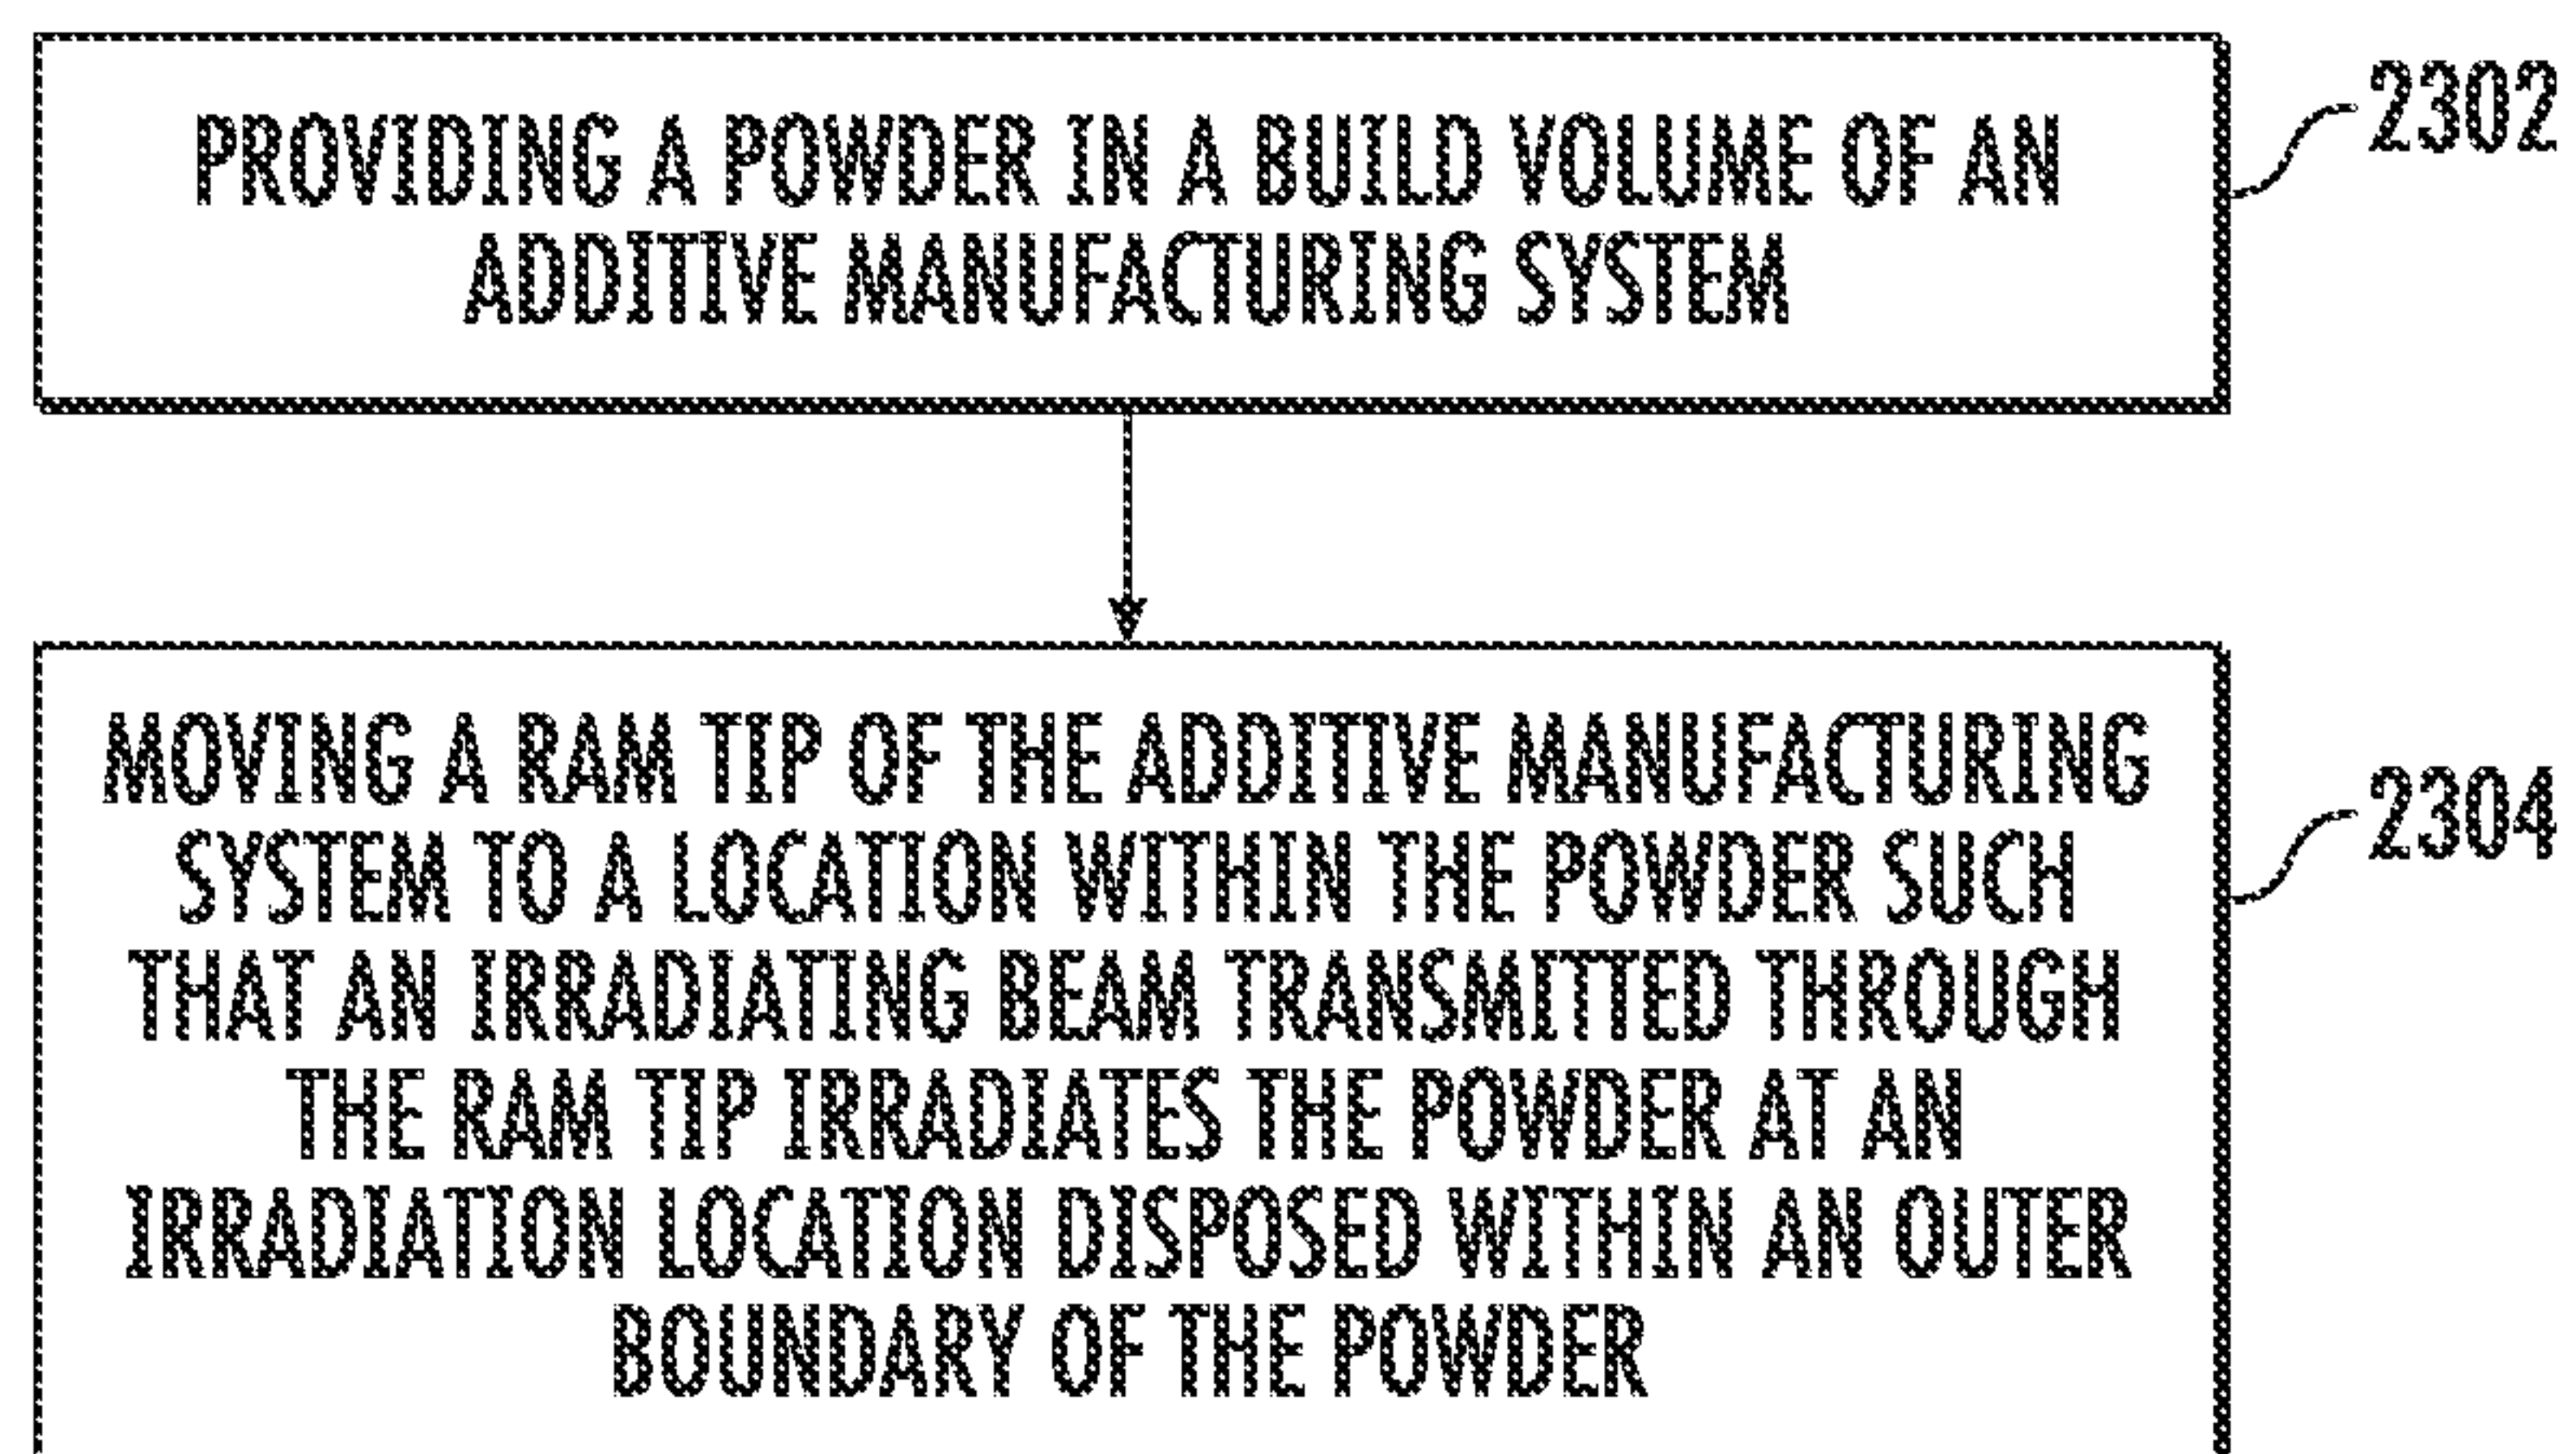 PROVIDING A POWDER IN A BUILD VOLUME OF AN
ADDITIVE MANUFACTURING SYSTEM
2302
MOVING A RAM TIP OF THE ADDITIVE MANUFACTURING
SYSTEM TO A LOCATION WITHIN THE POWDER SUCH
THAT AN IRRADIATING BEAM TRANSMITTED THROUGH
THE RAM TIP IRRADIATES THE POWDER AT AN
IRRADIATION LOCATION DISPOSED WITHIN AN OUTER
BOUNDARY OF THE POWDER
2304